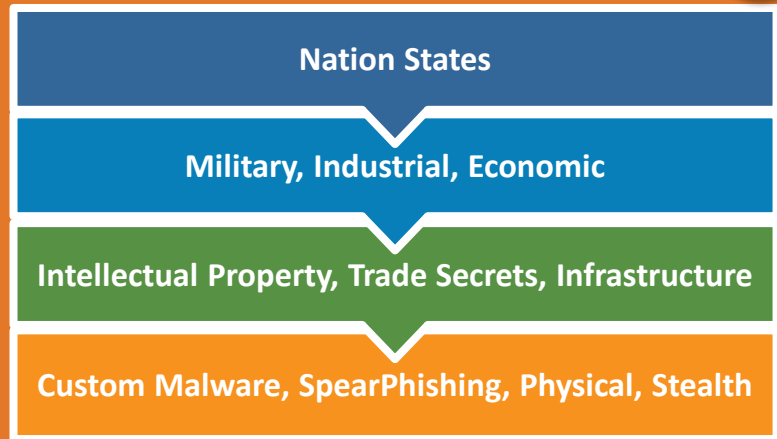 Nation States
Military, Industrial, Economic
Intellectual Property, Trade Secrets, Infrastructure
Custom Malware, SpearPhishing, Physical, Stealth